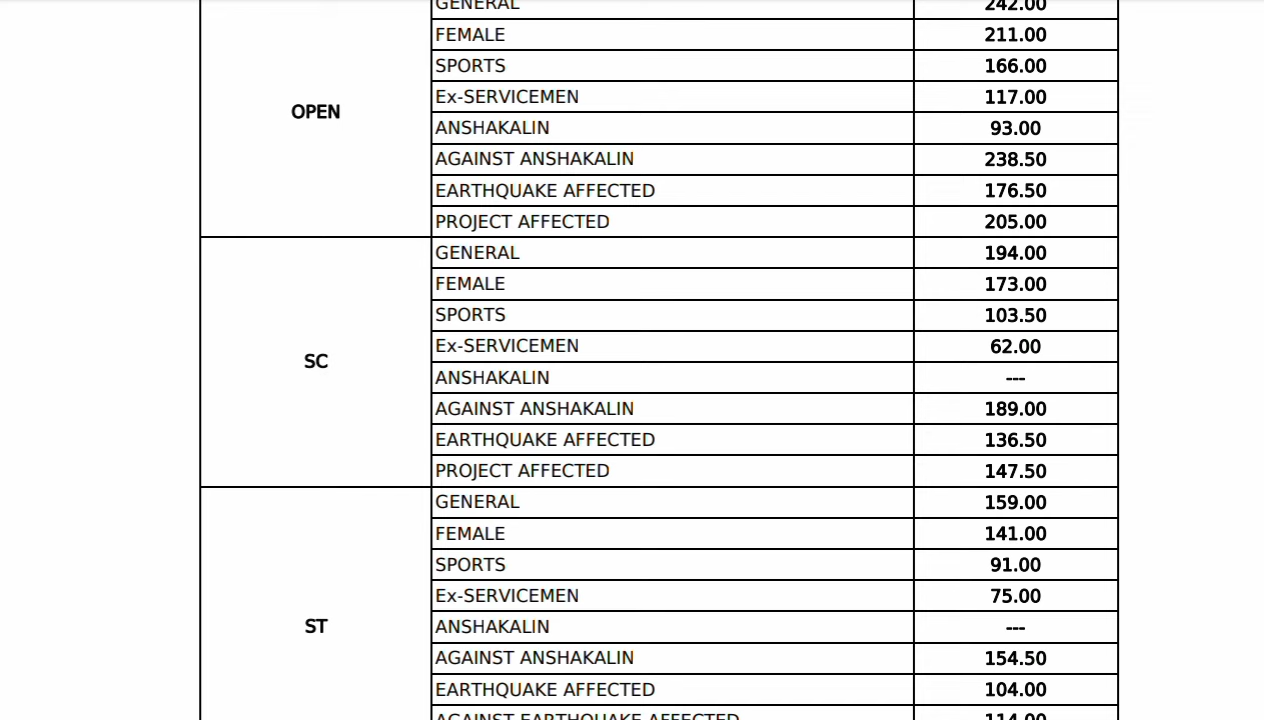 GENERAL 242.00
FEMALE 211.00
SPORTS 166.00
Ex-SERVICEMEN 117.00
OPEN
ANSHAKALIN 93.00
AGAINST ANSHAKALIN 238.50
EARTHQUAKE AFFECTED 176.50
PROJECT AFFECTED 205.00
GENERAL 194.00
FEMALE 173.00
SPORTS 103.50
Ex-SERVICEMEN 62.00
SC
ANSHAKALIN ---
AGAINST ANSHAKALIN 189.00
EARTHQUAKE AFFECTED 136.50
PROJECT AFFECTED 147.50
GENERAL 159.00
FEMALE 141.00
SPORTS 91.00
Ex-SERVICEMEN 75.00
ST
ANSHAKALIN ---
AGAINST ANSHAKALIN 154.50
EARTHQUAKE AFFECTED 104.00
AGAINST EARTHQUAKE AFFECTED 114.00